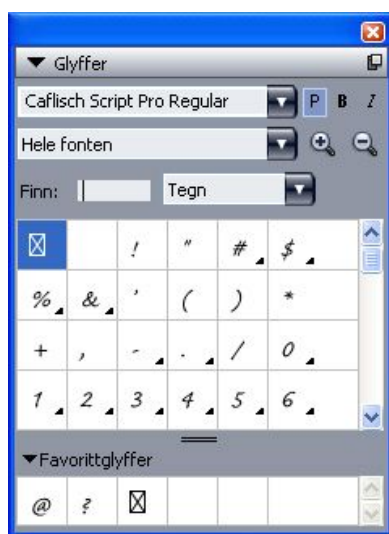 Glyffer
Caflisch Script Pro Regular P B I
Hele fonten
Finn: Tegn
! " # $
% & ' ( ) *
+ , - . / 0
1 2 3 4 5 6
Favorittglyffer
@ ?